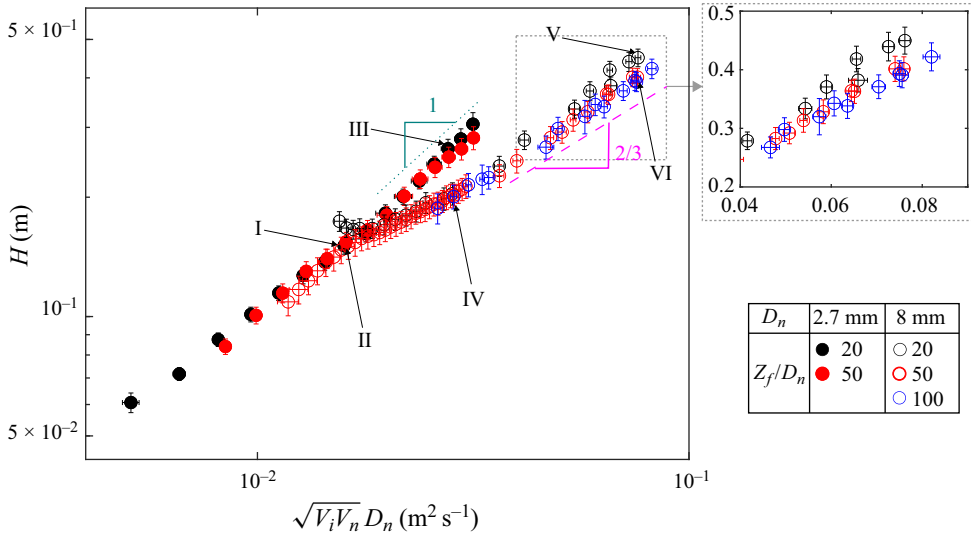 5 × 10⁻¹
10⁻¹
5 × 10⁻²
H (m)
10⁻²
10⁻¹
√VᵢVₙ Dₙ (m² s⁻¹)
1
2/3
I
II
III
IV
V
VI
0.5
0.4
0.3
0.2
0.04
0.06
0.08
Dₙ 2.7 mm 8 mm
20 20
Z_f/Dₙ 50 50
100